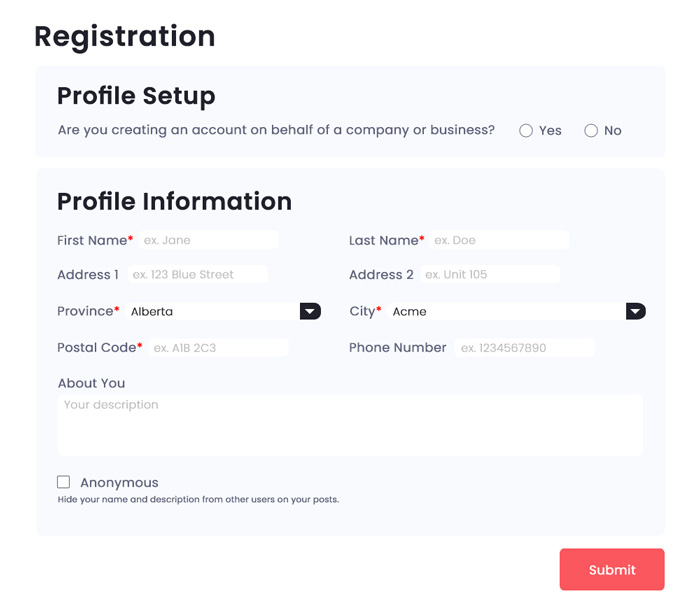 Registration
Profile Setup
Are you creating an account on behalf of a company or business? Yes No
Profile Information
First Name* ex. Jane Last Name* ex. Doe
Address 1 ex. 123 Blue Street Address 2 ex. Unit 105
Province* Alberta City* Acme
Postal Code* ex. A1B 2C3 Phone Number ex. 1234567890
About You
Your description
Anonymous
Hide your name and description from other users on your posts.
Submit